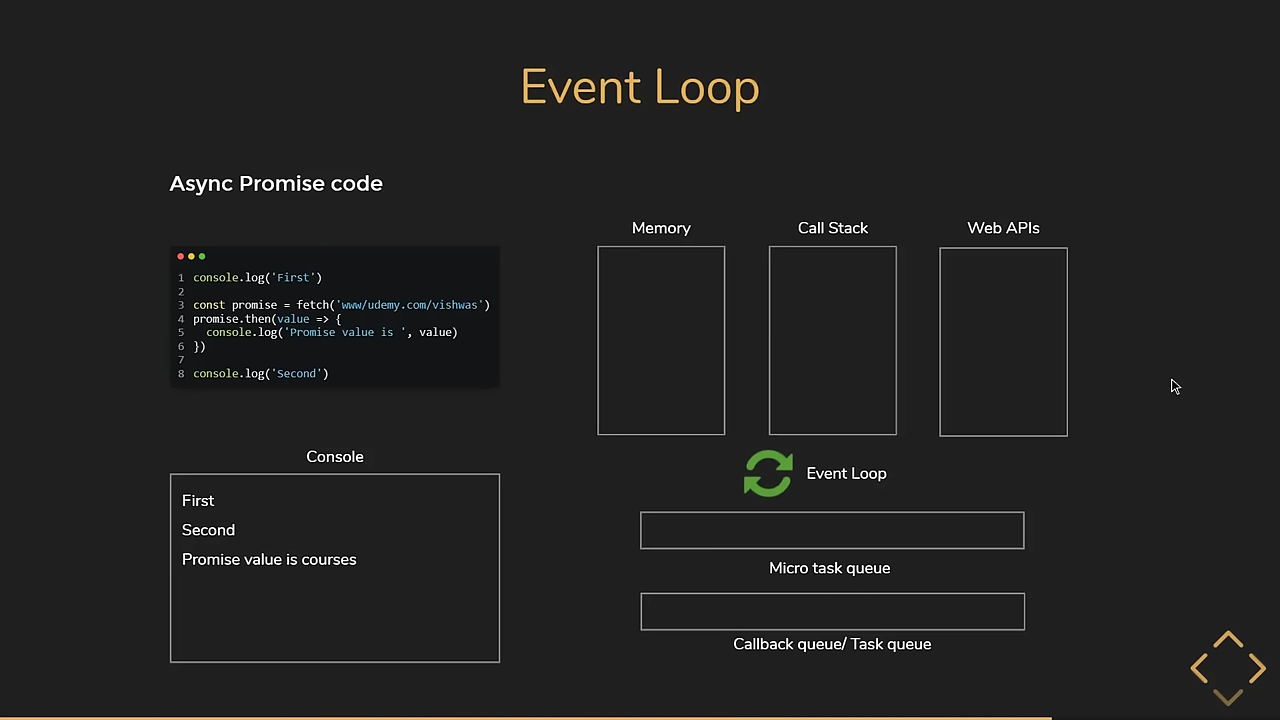 Event Loop
Async Promise code
1 console.log('First')
2
3 const promise = fetch('www/udemy.com/vishwas')
4 promise.then(value => {
5   console.log('Promise value is ', value)
6 })
7
8 console.log('Second')
Console
First
Second
Promise value is courses
Memory
Call Stack
Web APIs
Event Loop
Micro task queue
Callback queue/ Task queue